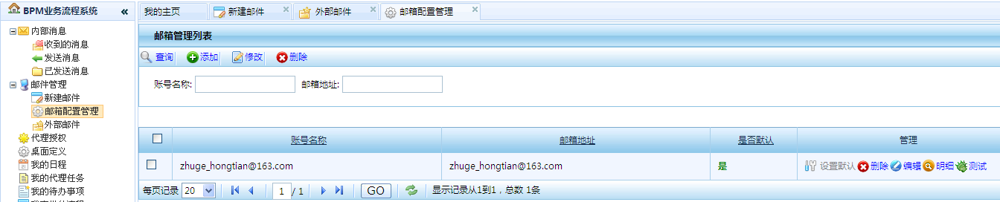 BPM业务流程系统 «
内部消息
收到的消息
发送消息
已发送消息
邮件管理
新建邮件
邮箱配置管理
外部邮件
代理授权
桌面定义
我的日程
我的代理任务
我的待办事项
我的主页 新建邮件 外部邮件 邮箱配置管理
邮箱管理列表
查询 添加 修改 删除
账号名称: 邮箱地址:
账号名称 邮箱地址 是否默认 管理
zhuge_hongtian@163.com zhuge_hongtian@163.com 是 设置默认 删除 编辑 明细 测试
每页记录 20 1 / 1 GO 显示记录从1到1，总数 1条